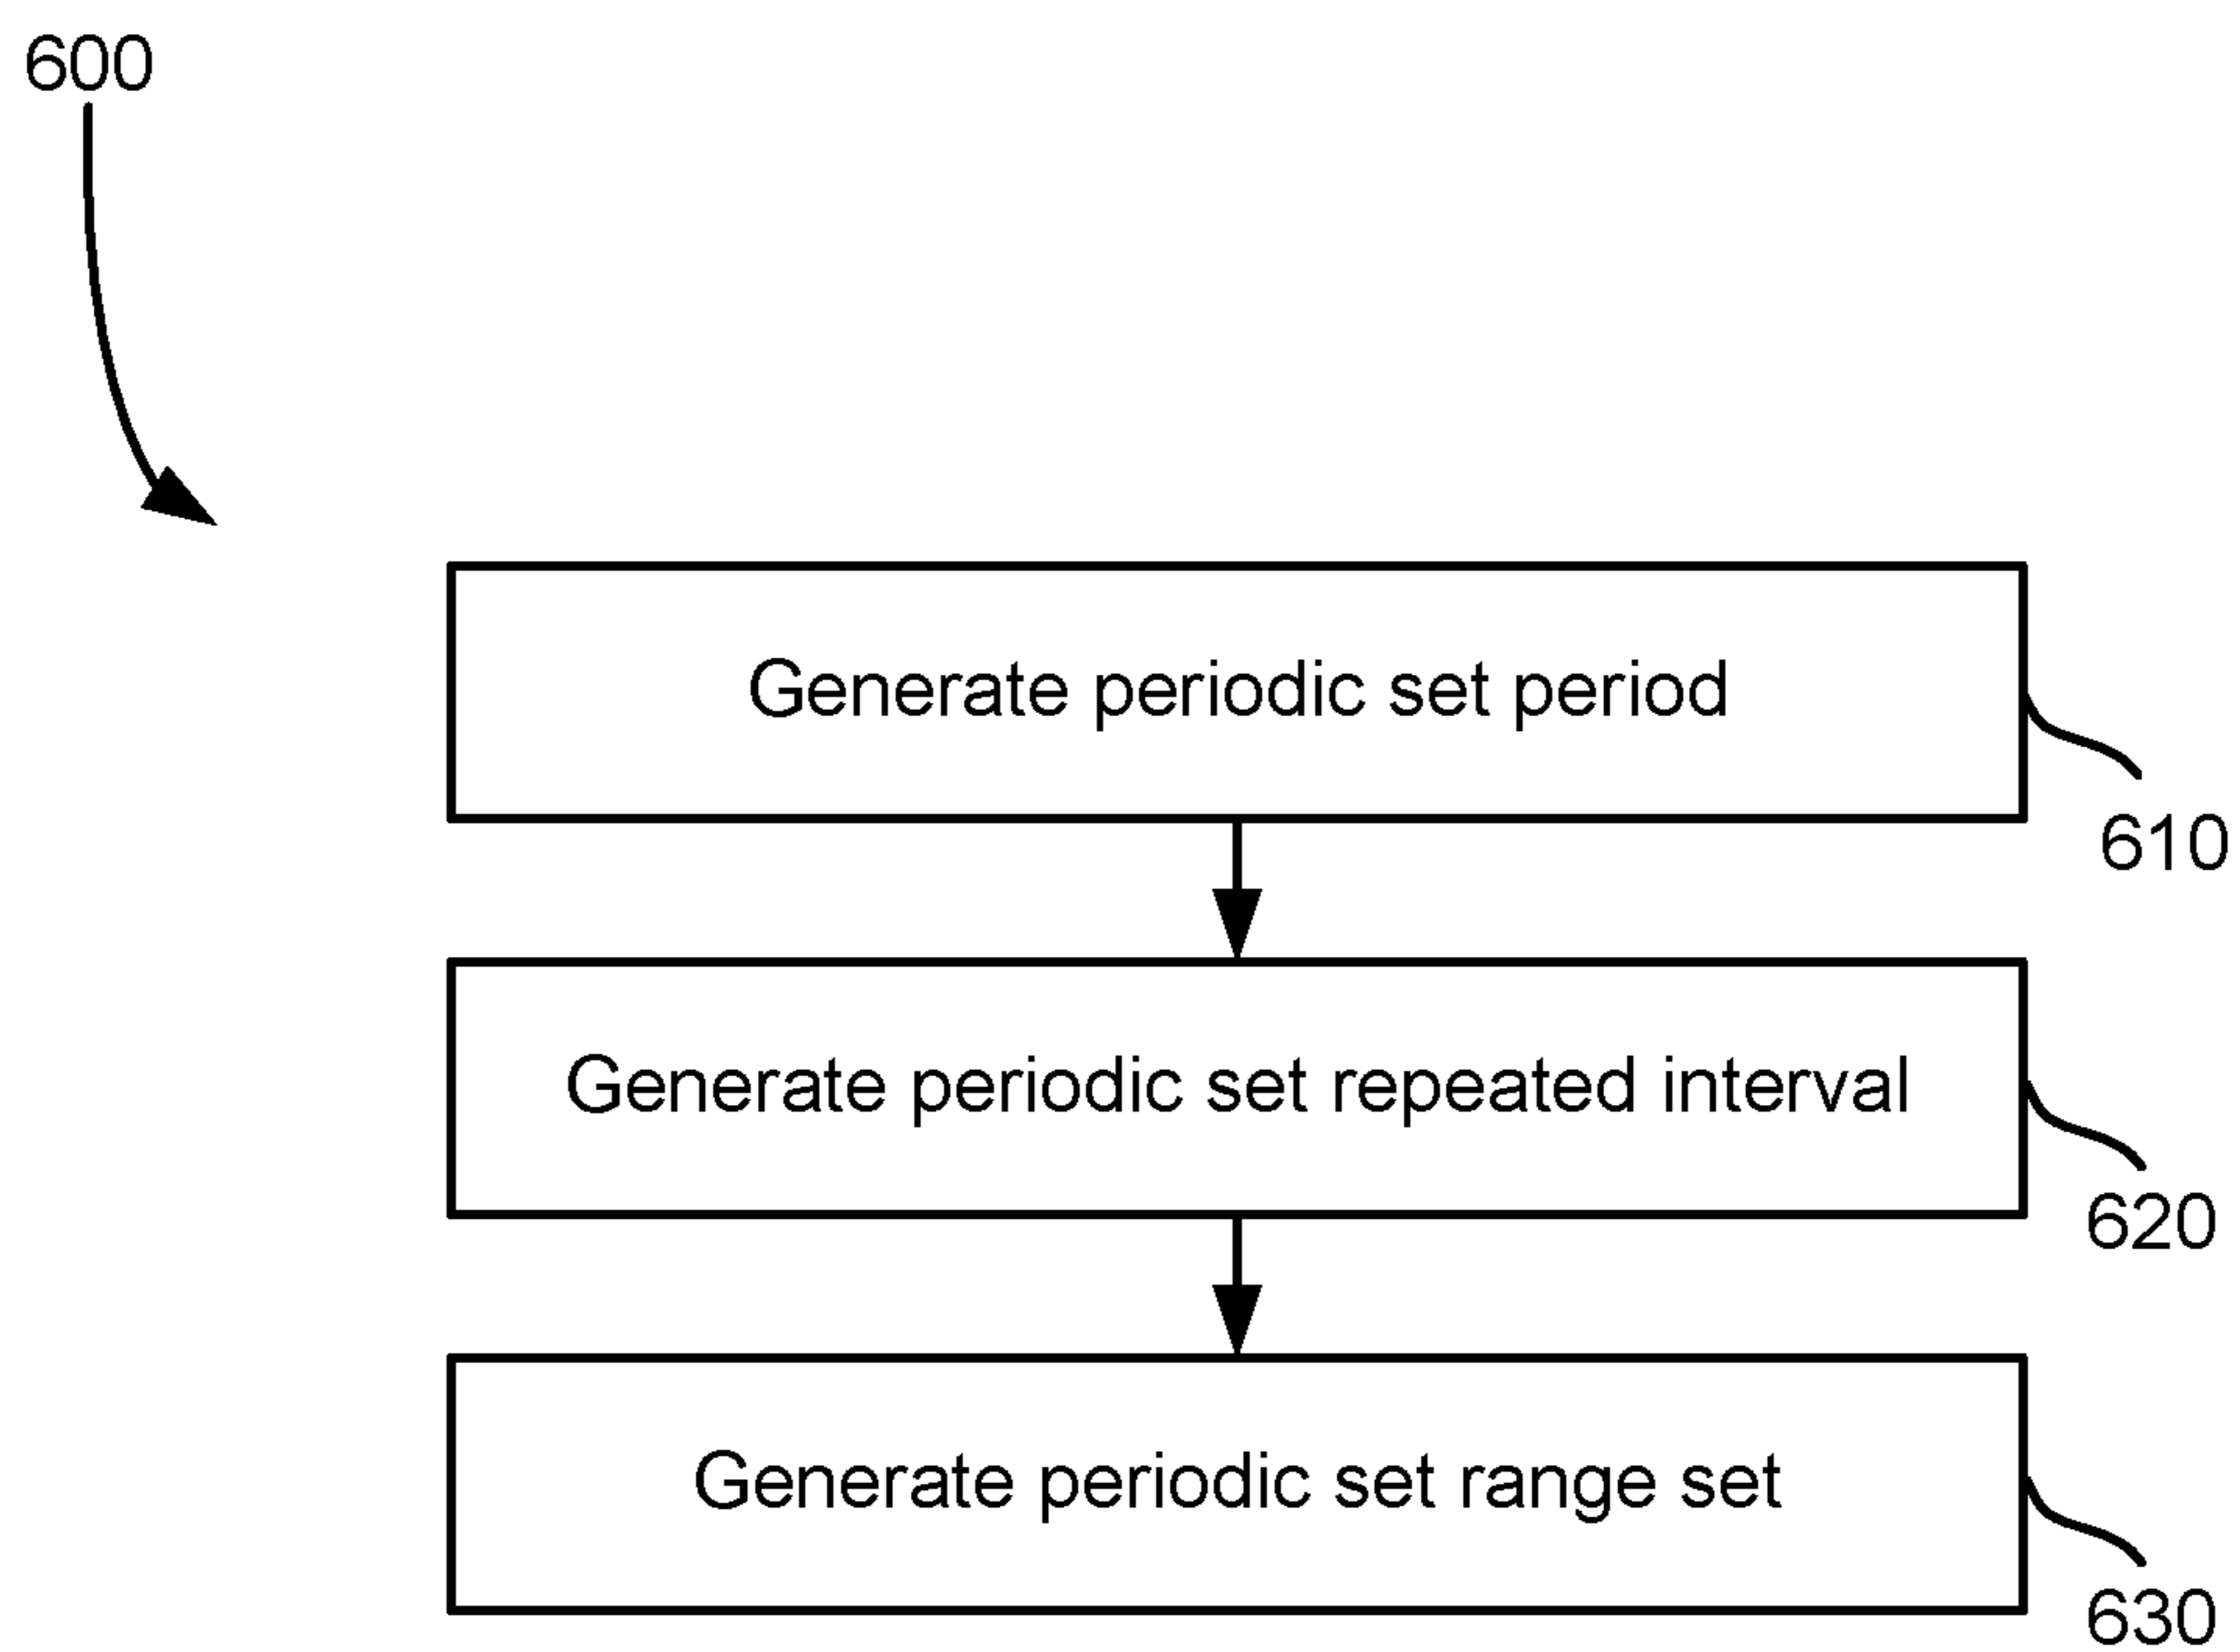 600
Generate periodic set period
610
Generate periodic set repeated interval
620
Generate periodic set range set
630